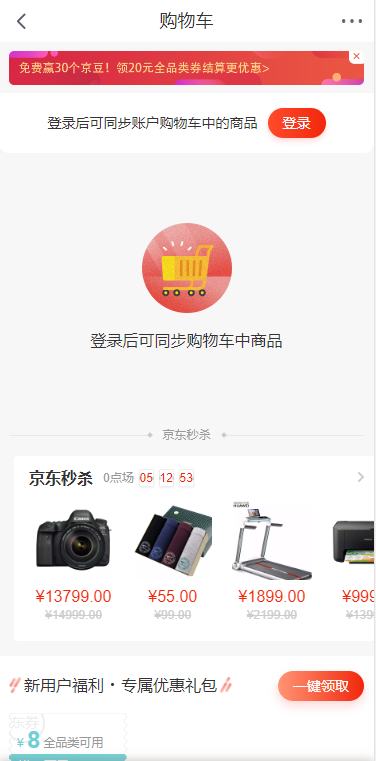 购物车
免费赢30个京豆！领20元全品类券结算更优惠>
登录后可同步账户购物车中的商品 登录
登录后可同步购物车中商品
京东秒杀
京东秒杀 0点场 05 12 53
Canon
HUAWEI
¥13799.00 ¥55.00 ¥1899.00 ¥999
¥14999.00 ¥99.00 ¥2199.00 ¥139
新用户福利·专属优惠礼包 一键领取
东券
¥8 全品类可用